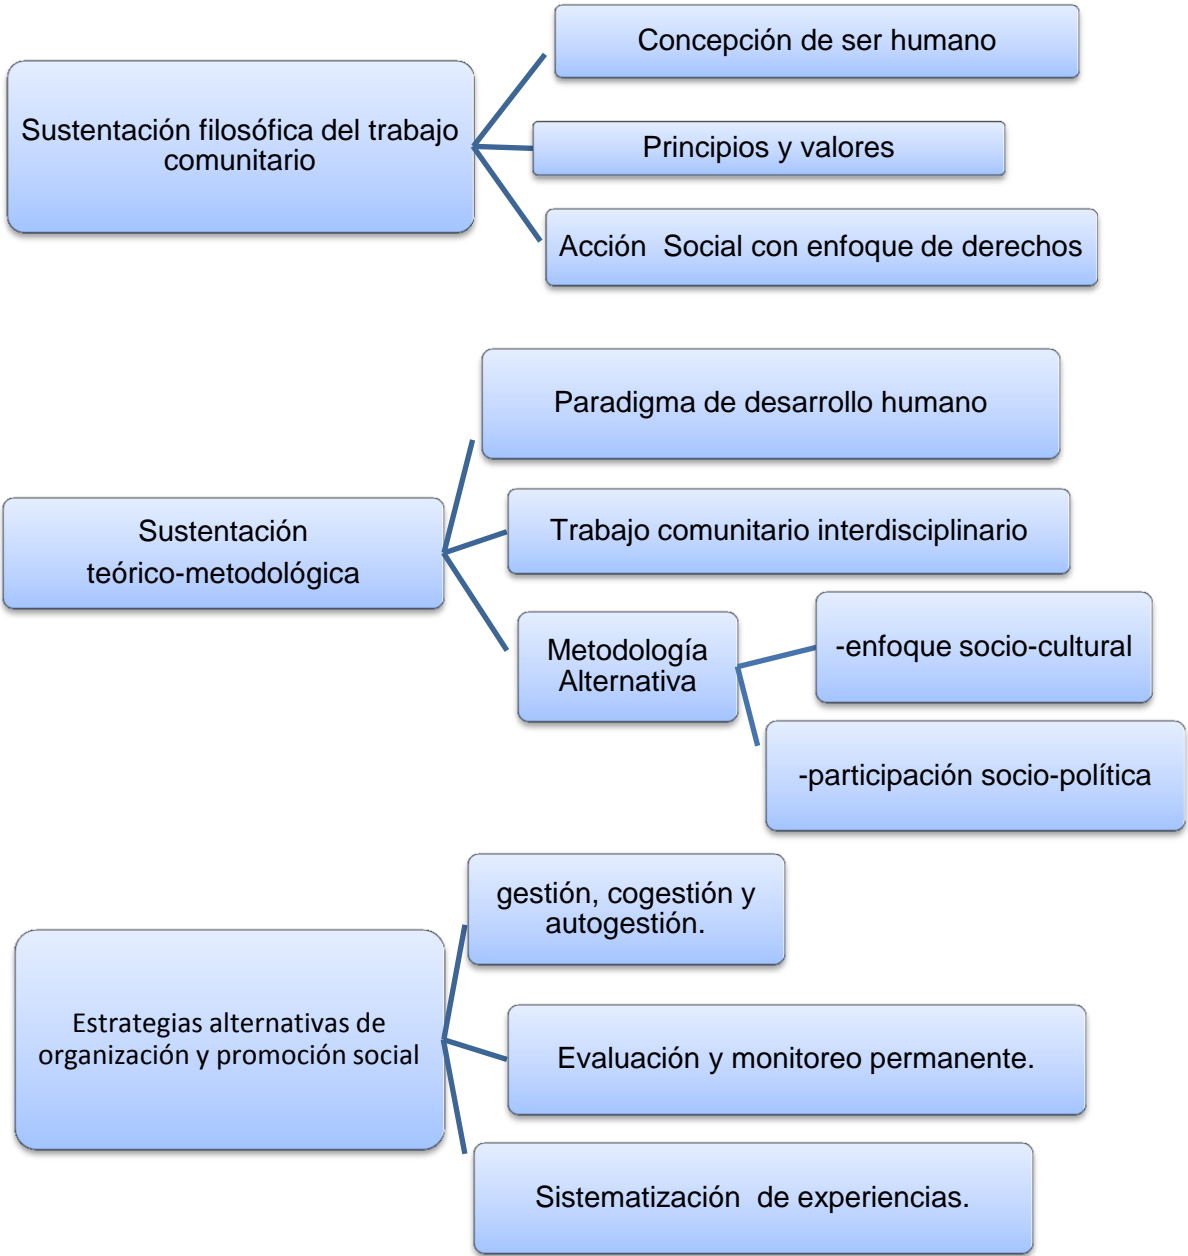 Concepción de ser humano
Sustentación filosófica del trabajo
comunitario
Principios y valores
Acción Social con enfoque de derechos
Paradigma de desarrollo humano
Sustentación
teórico-metodológica
Trabajo comunitario interdisciplinario
Metodología
Alternativa
-enfoque socio-cultural
-participación socio-política
gestión, cogestión y
autogestión.
Estrategias alternativas de
organización y promoción social
Evaluación y monitoreo permanente.
Sistematización de experiencias.